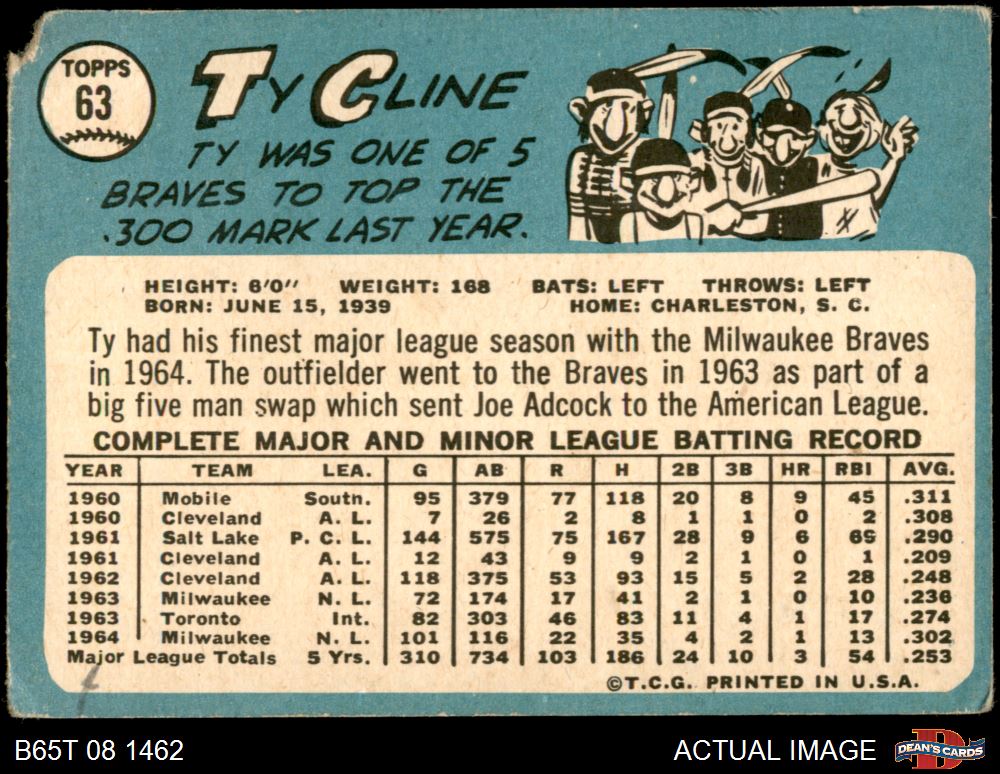 TOPPS
63
TY CLINE
TY WAS ONE OF 5
BRAVES TO TOP THE
.300 MARK LAST YEAR.
HEIGHT: 6'0" WEIGHT: 168 BATS: LEFT THROWS: LEFT
BORN: JUNE 15, 1939 HOME: CHARLESTON, S. C.
Ty had his finest major league season with the Milwaukee Braves
in 1964. The outfielder went to the Braves in 1963 as part of a
big five man swap which sent Joe Adcock to the American League.
COMPLETE MAJOR AND MINOR LEAGUE BATTING RECORD
YEAR TEAM LEA. G AB R H 2B 3B HR RBI AVG.
1960 Mobile South. 95 379 77 118 20 8 9 45 .311
1960 Cleveland A. L. 7 26 2 8 1 1 0 2 .308
1961 Salt Lake P. C. L. 144 575 75 167 28 9 6 .290
1961 Cleveland A. L. 12 43 9 9 2 1 0 1 .209
1962 Cleveland A. L. 118 375 53 93 15 5 2 28 .248
1963 Milwaukee N. L. 72 174 17 41 2 1 0 10 .236
1963 Toronto Int. 82 303 46 83 11 4 1 17 .274
1964 Milwaukee N. L. 101 116 22 35 4 2 1 13 .302
Major League Totals 5 Yrs. 310 734 103 186 24 10 3 54 .253
©T.C.G. PRINTED IN U.S.A.
B65T 08 1462 ACTUAL IMAGE
D
DEAN'S CARDS